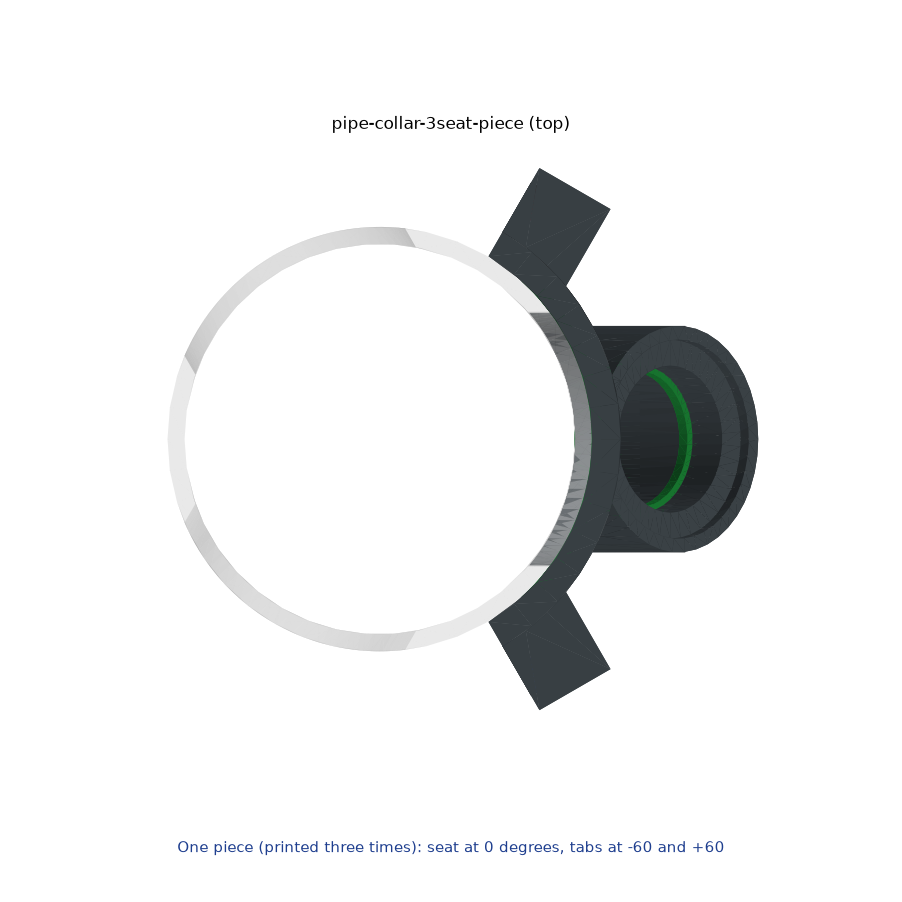 pipe-collar-3seat-piece (top)
One piece (printed three times): seat at 0 degrees, tabs at -60 and +60